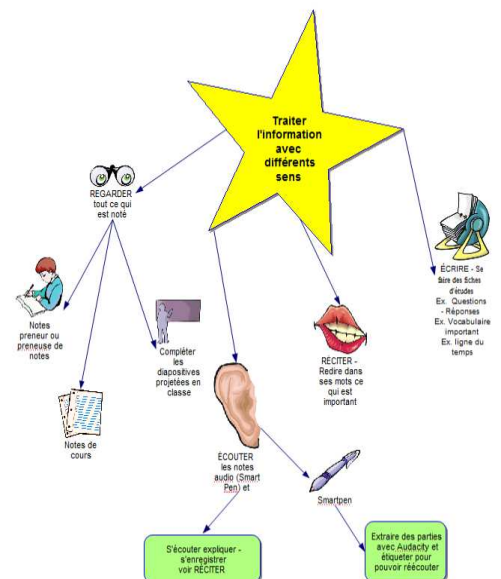 Traiter
l'information
avec
différents
sens
REGARDER
tout ce qui
est noté
Notes
preneur ou
preneuse de
notes
Notes de
cours
Compléter
les
diapositives
projetées en
classe
ÉCOUTER
les notes
audio (Smart
Pen) et
S'écouter expliquer -
s'enregistrer
voir RÉCITER
Smartpen
Extraire des parties
avec Audacity et
étiqueter pour
pouvoir réécouter
RÉCITER -
Redire dans
ses mots ce
qui est
important
ÉCRIRE - Se
faire des fiches
d'études
Ex. Questions
- Réponses
Ex. Vocabulaire
important
Ex. ligne du
temps